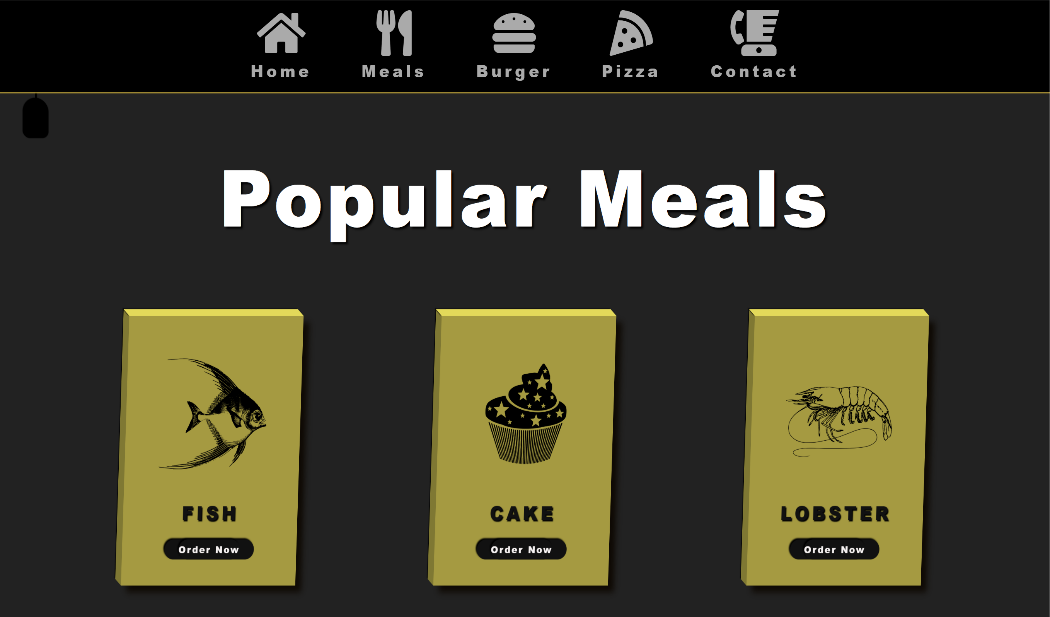 Home Meals Burger Pizza Contact
Popular Meals
FISH CAKE LOBSTER
Order Now Order Now Order Now